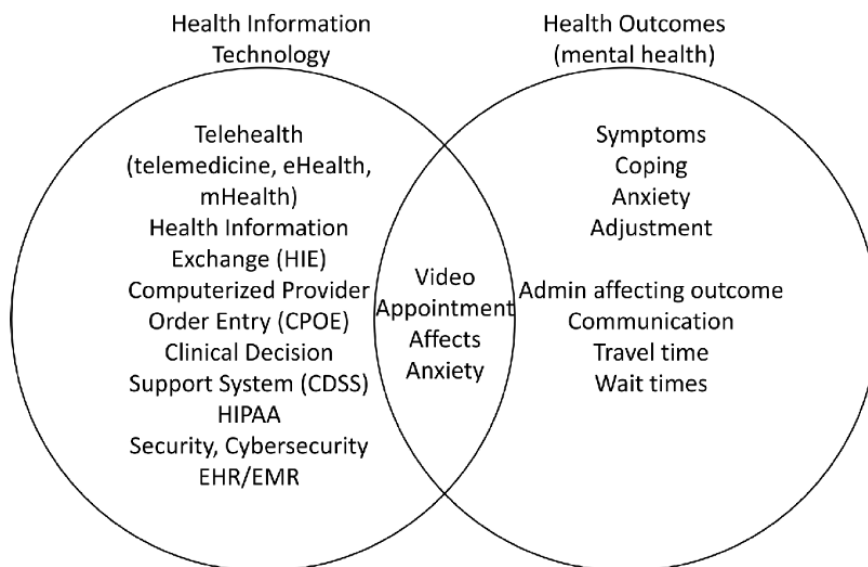 Health Information
Technology
Telehealth
(telemedicine, eHealth,
mHealth)
Health Information
Exchange (HIE)
Computerized Provider
Order Entry (CPOE)
Clinical Decision
Support System (CDSS)
HIPAA
Security, Cybersecurity
EHR/EMR
Video
Appointment
Affects
Anxiety
Health Outcomes
(mental health)
Symptoms
Coping
Anxiety
Adjustment
Admin affecting outcome
Communication
Travel time
Wait times